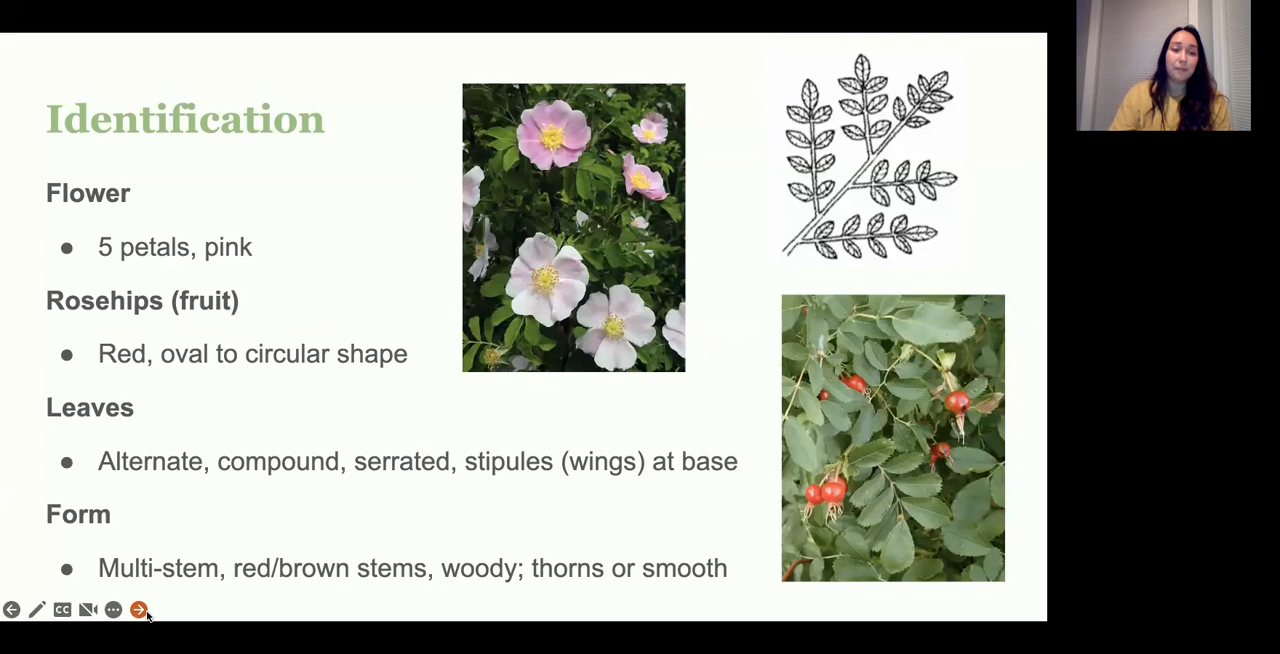 Identification
Flower
● 5 petals, pink
Rosehips (fruit)
● Red, oval to circular shape
Leaves
● Alternate, compound, serrated, stipules (wings) at base
Form
● Multi-stem, red/brown stems, woody; thorns or smooth
CC